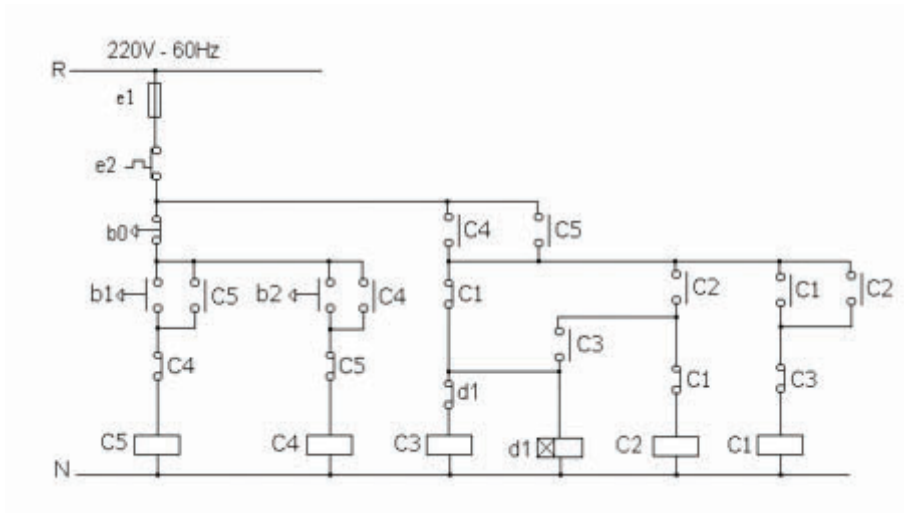 220V - 60Hz
R
e1
e2
C4 C5
b0
b1 C5 b2 C4 C1 C2 C1 C2
C3
C4 C5 d1 C1 C3
C5 C4 C3 d1 C2 C1
N